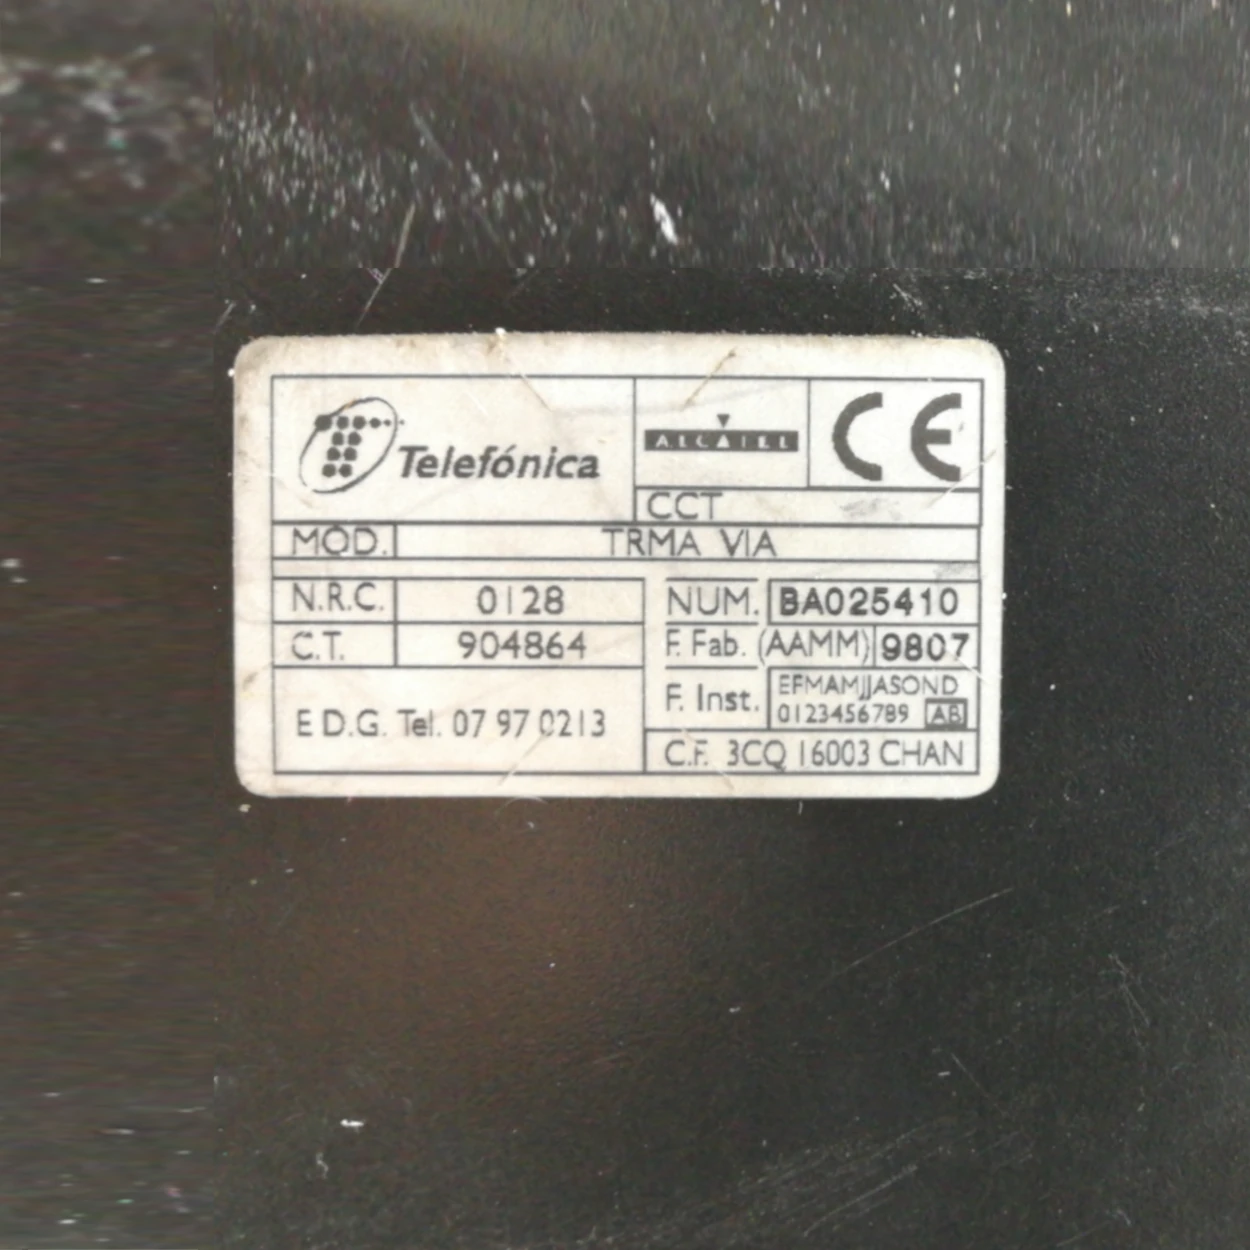 Telefónica
ALCATEL
CE
CCT
MOD. TRMA VIA
N.R.C. 0128
C.T. 904864
E D.G. Tel. 07 97 0213
NUM. BA025410
F. Fab. (AAMM) 9807
F. Inst. EFMAMJJASOND
0123456789 AB
C.F. 3CQ 16003 CHAN